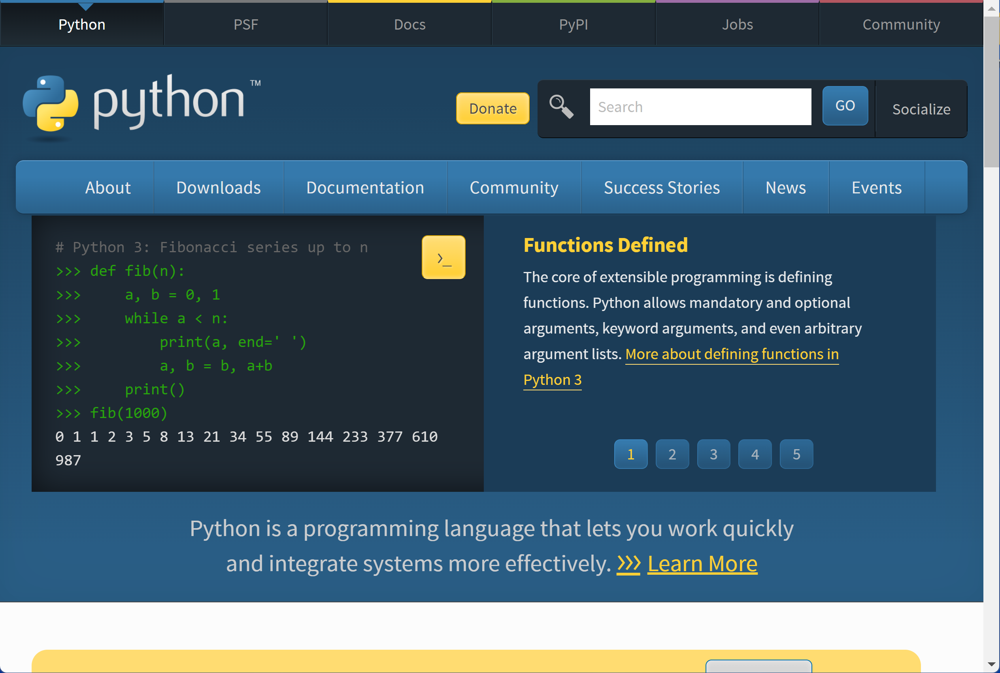 Python PSF Docs PyPI Jobs Community
python TM
Donate Search GO Socialize
About Downloads Documentation Community Success Stories News Events
# Python 3: Fibonacci series up to n
>>> def fib(n):
>>>     a, b = 0, 1
>>>     while a < n:
>>>         print(a, end=' ')
>>>         a, b = b, a+b
>>>     print()
>>> fib(1000)
0 1 1 2 3 5 8 13 21 34 55 89 144 233 377 610
987
>_
Functions Defined
The core of extensible programming is defining
functions. Python allows mandatory and optional
arguments, keyword arguments, and even arbitrary
argument lists. More about defining functions in
Python 3
1 2 3 4 5
Python is a programming language that lets you work quickly
and integrate systems more effectively. >>> Learn More